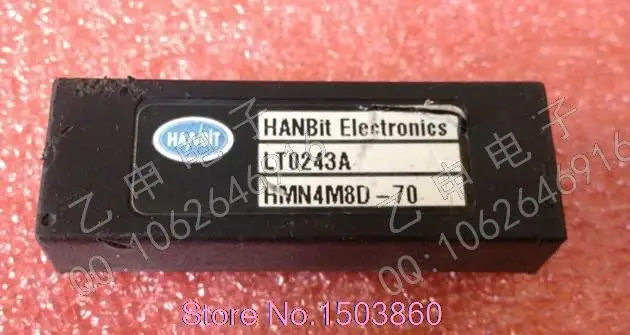 HANBit
HANBit Electronics
LT0243A
HMN4M8D-70
乙申电子
QQ:1062646916
乙申电子
QQ:1062646916
Store No.1503860